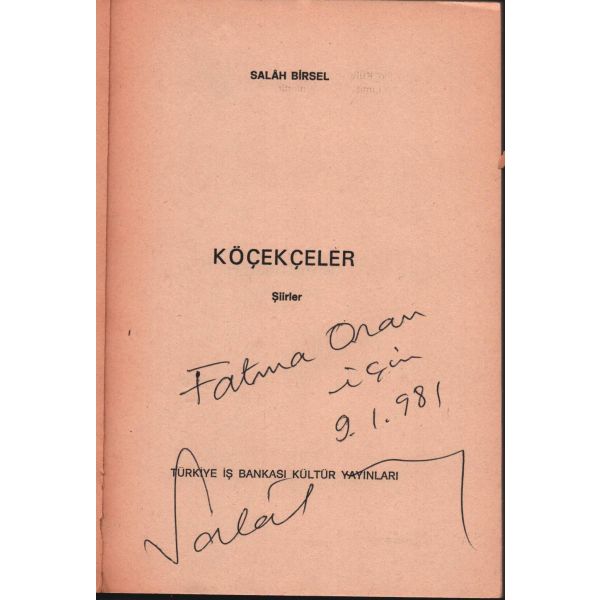 SALÂH BİRSEL
KÖÇEKÇELER
Şiirler
Fatma Oran
için
9.1.981
TÜRKİYE İŞ BANKASI KÜLTÜR YAYINLARI
Salâh